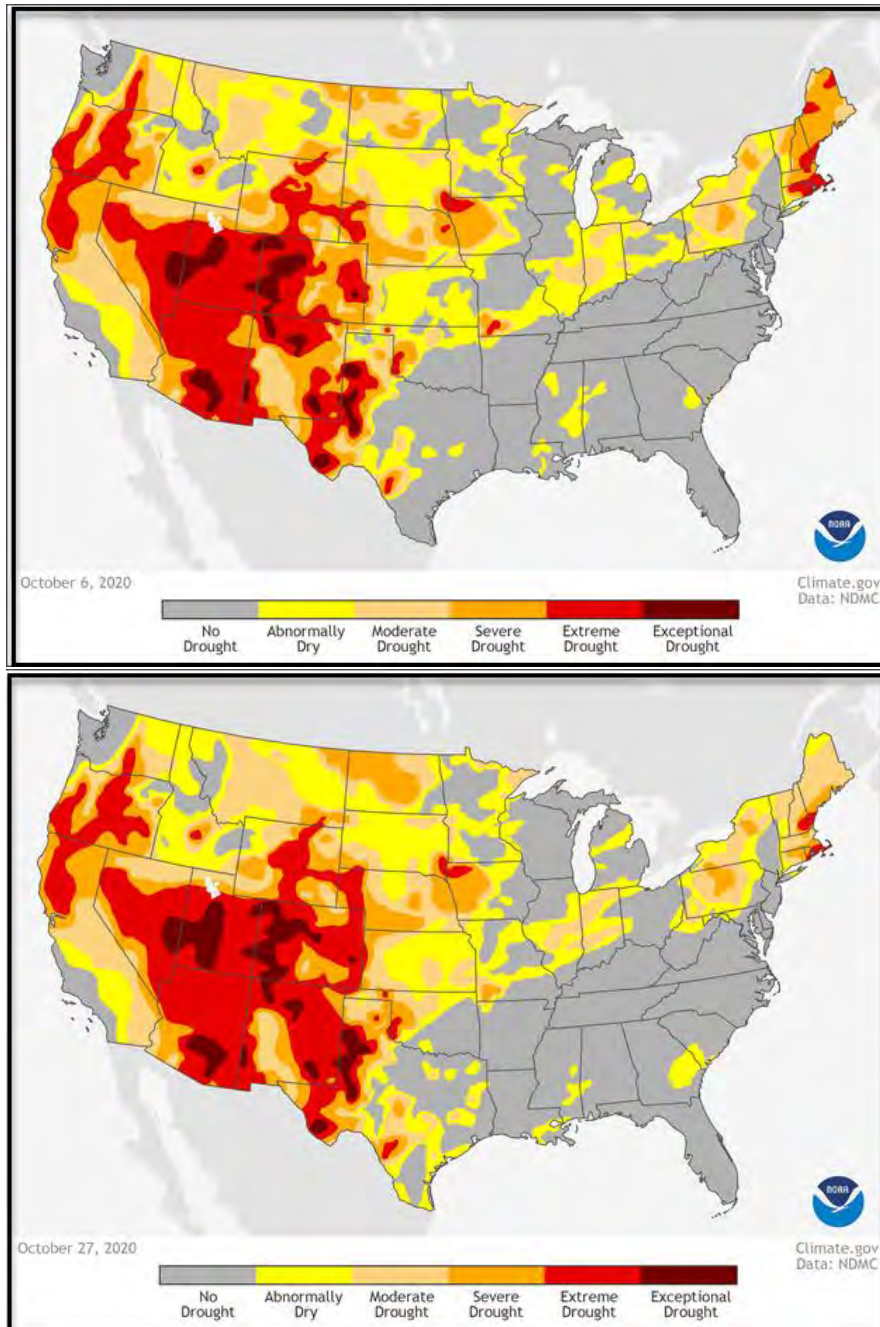 NOAA
October 6, 2020
Climate.gov
Data: NDMC
No Drought
Abnormally Dry
Moderate Drought
Severe Drought
Extreme Drought
Exceptional Drought
NOAA
October 27, 2020
Climate.gov
Data: NDMC
No Drought
Abnormally Dry
Moderate Drought
Severe Drought
Extreme Drought
Exceptional Drought